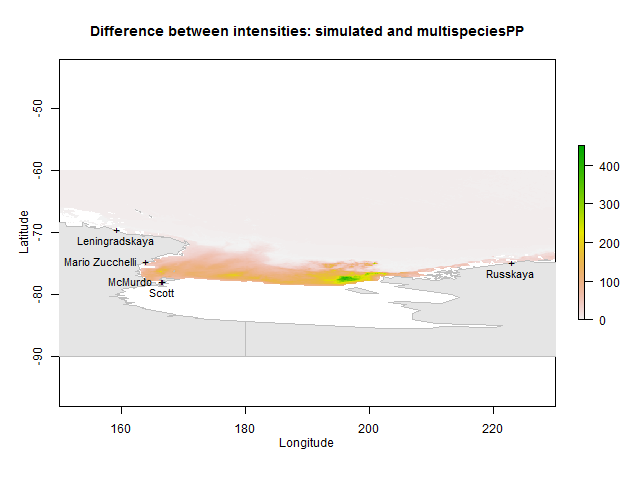 Difference between intensities: simulated and multispeciesPP
-50
-60
-70
-80
-90
Latitude
Leningradskaya
Mario Zucchelli
McMurdo
Scott
Russkaya
400
300
200
100
0
160
180
200
220
Longitude